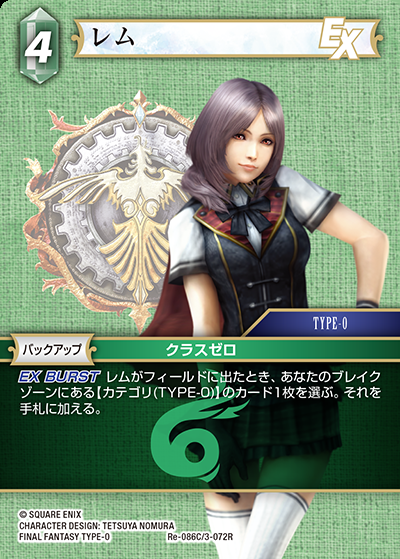 4
レム
EX
TYPE-0
バックアップ
クラスゼロ
EX BURST レムがフィールドに出たとき、あなたのブレイク
ゾーンにある【カテゴリ(TYPE-0)】のカード1枚を選ぶ。それを
手札に加える。
© SQUARE ENIX
CHARACTER DESIGN: TETSUYA NOMURA
FINAL FANTASY TYPE-0
Re-086C/3-072R